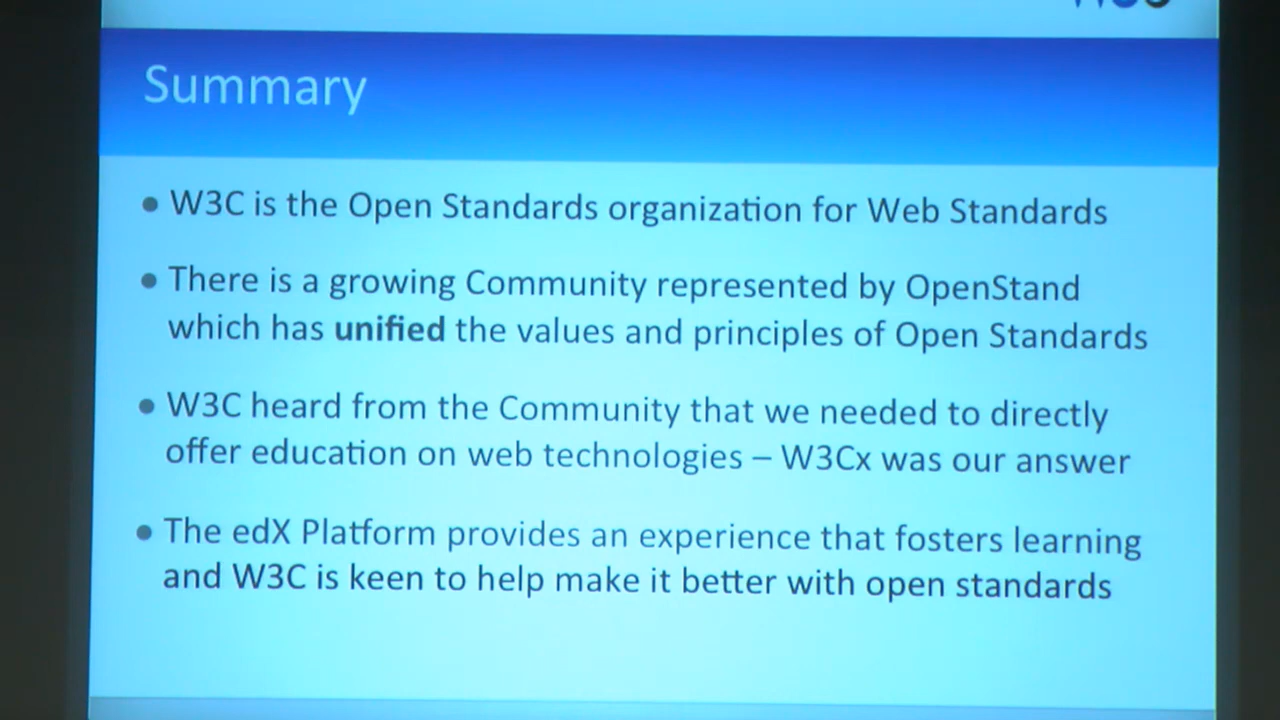 Summary
• W3C is the Open Standards organization for Web Standards
• There is a growing Community represented by OpenStand
which has unified the values and principles of Open Standards
• W3C heard from the Community that we needed to directly
offer education on web technologies – W3Cx was our answer
• The edX Platform provides an experience that fosters learning
and W3C is keen to help make it better with open standards